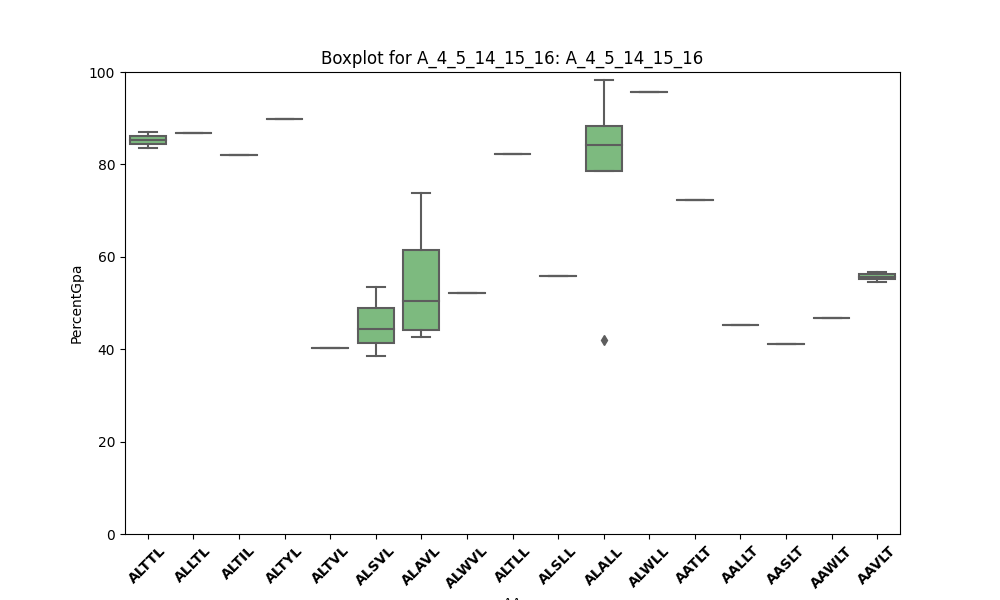 Boxplot for A_4_5_14_15_16: A_4_5_14_15_16
PercentGpa
100
80
60
40
20
0
ALTTL ALLTL ALTIL ALTYL ALTVL ALSVL ALAVL ALWVL ALTLL ALSLL ALALL ALWLL AATLT AALLT AASLT AAWLT AAVLT